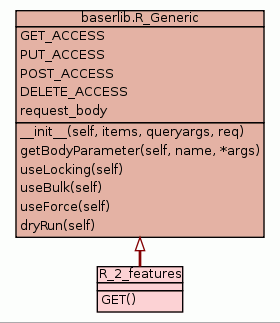 baserlib.R_Generic
GET_ACCESS
PUT_ACCESS
POST_ACCESS
DELETE_ACCESS
request_body
__init__(self, items, queryargs, req)
getBodyParameter(self, name, *args)
useLocking(self)
useBulk(self)
useForce(self)
dryRun(self)
R_2_features
GET()